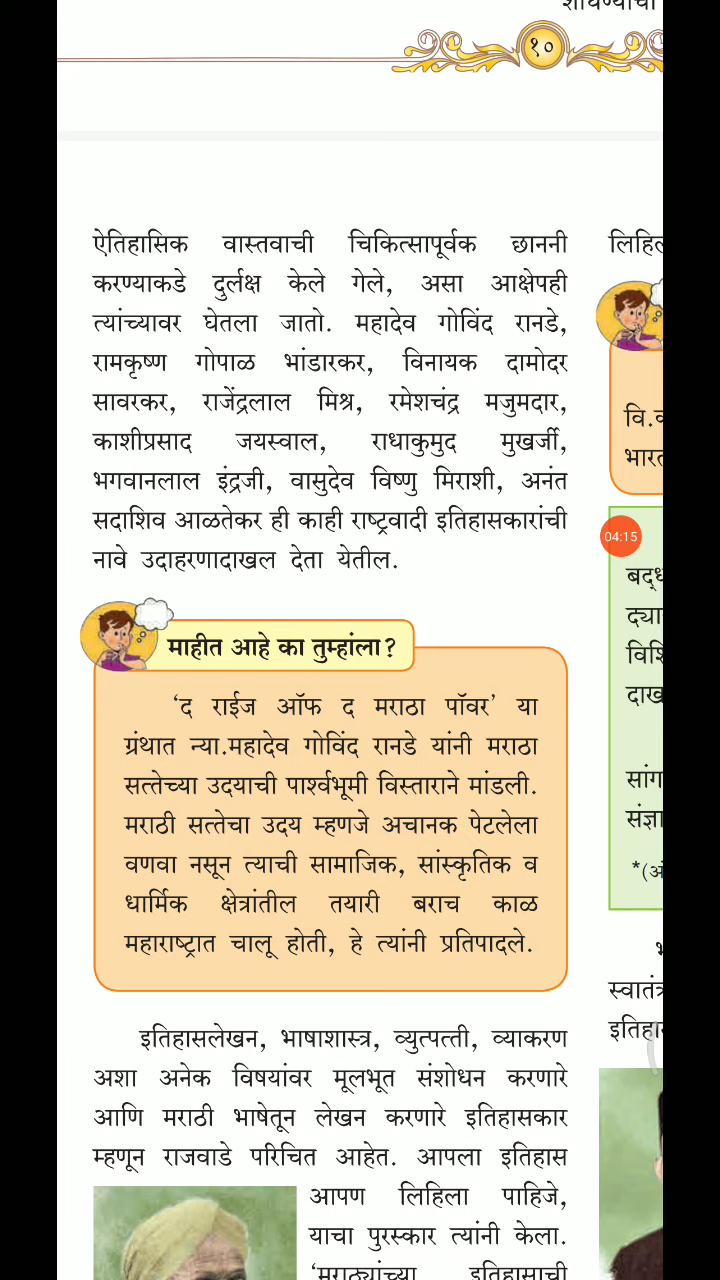 १०
ऐतिहासिक वास्तवाची चिकित्सापूर्वक छाननी
करण्याकडे दुर्लक्ष केले गेले, असा आक्षेपही
त्यांच्यावर घेतला जातो. महादेव गोविंद रानडे,
रामकृष्ण गोपाळ भांडारकर, विनायक दामोदर
सावरकर, राजेंद्रलाल मिश्र, रमेशचंद्र मजुमदार,
काशीप्रसाद जयस्वाल, राधाकुमुद मुखर्जी,
भगवानलाल इंद्रजी, वासुदेव विष्णु मिराशी, अनंत
सदाशिव आळतेकर ही काही राष्ट्रवादी इतिहासकारांची
नावे उदाहरणादाखल देता येतील.
माहीत आहे का तुम्हांला?
‘द राईज ऑफ द मराठा पॉवर’ या
ग्रंथात न्या.महादेव गोविंद रानडे यांनी मराठा
सत्तेच्या उदयाची पार्श्वभूमी विस्ताराने मांडली.
मराठी सत्तेचा उदय म्हणजे अचानक पेटलेला
वणवा नसून त्याची सामाजिक, सांस्कृतिक व
धार्मिक क्षेत्रांतील तयारी बराच काळ
महाराष्ट्रात चालू होती, हे त्यांनी प्रतिपादले.
इतिहासलेखन, भाषाशास्त्र, व्युत्पत्ती, व्याकरण
अशा अनेक विषयांवर मूलभूत संशोधन करणारे
आणि मराठी भाषेतून लेखन करणारे इतिहासकार
म्हणून राजवाडे परिचित आहेत. आपला इतिहास
आपण लिहिला पाहिजे,
याचा पुरस्कार त्यांनी केला.
‘मराठ्यांच्या इतिहासाची
04:15